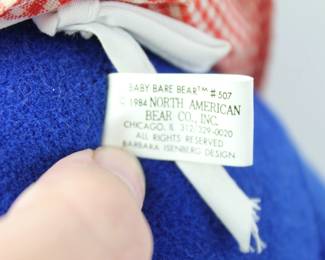 BABY BARE BEAR™ #507
© 1984 NORTH AMERICAN
BEAR CO., INC.
CHICAGO, IL 312/329-0020
ALL RIGHTS RESERVED
BARBARA ISENBERG DESIGN